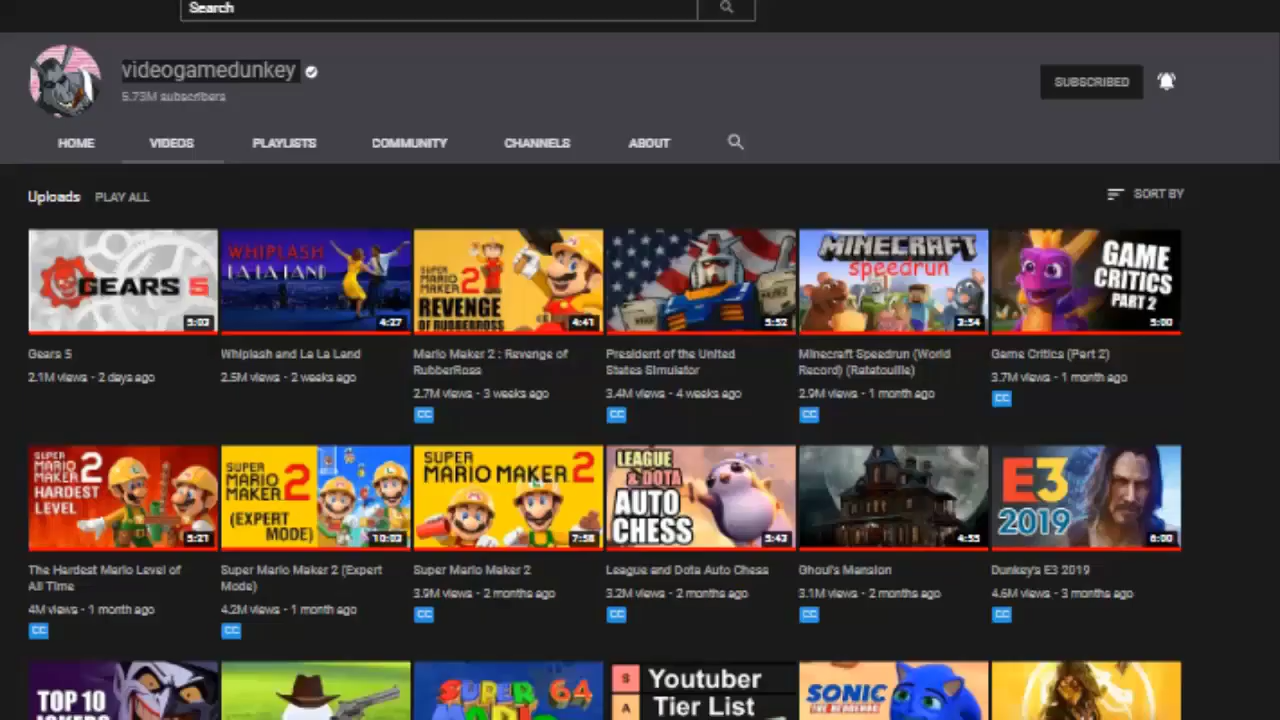 Search
videogamedunkey
5.73M subscribers
SUBSCRIBED
HOME VIDEOS PLAYLISTS COMMUNITY CHANNELS ABOUT
Uploads PLAY ALL SORT BY
GEARS 5
5:03
WHIPLASH
LA LA LAND
4:27
SUPER
MARIO
MAKER 2
REVENGE
OF RUBBERROSS
4:41
5:52
MINECRAFT
speedrun
GAME
CRITICS
PART 2
5:00
Gears 5
2.1M views - 2 days ago
Whiplash and La La Land
2.5M views - 2 weeks ago
Mario Maker 2 : Revenge of
RubberRoss
2.7M views - 3 weeks ago
CC
President of the United
States Simulator
3.4M views - 4 weeks ago
CC
Minecraft Speedrun (World
Record) (Ratatouille)
2.9M views - 1 month ago
CC
Game Critics (Part 2)
3.7M views - 1 month ago
CC
SUPER
MARIO
MAKER 2
HARDEST
LEVEL
5:21
SUPER
MARIO
MAKER 2
(EXPERT
MODE)
10:03
SUPER
MARIO MAKER 2
7:58
LEAGUE
& DOTA
AUTO
CHESS
5:43
4:55
E3
2019
6:00
The Hardest Mario Level of
All Time
4M views - 1 month ago
CC
Super Mario Maker 2 (Expert
Mode)
4.2M views - 1 month ago
CC
Super Mario Maker 2
3.9M views - 2 months ago
CC
League and Dota Auto Chess
3.2M views - 2 months ago
CC
Ghoul's Mansion
3.1M views - 2 months ago
CC
Dunkey's E3 2019
4.6M views - 3 months ago
CC
TOP 10
JOKERS
SUPER 64
MARIO
S Youtuber
A Tier List
SONIC
THE HEDGEHOG